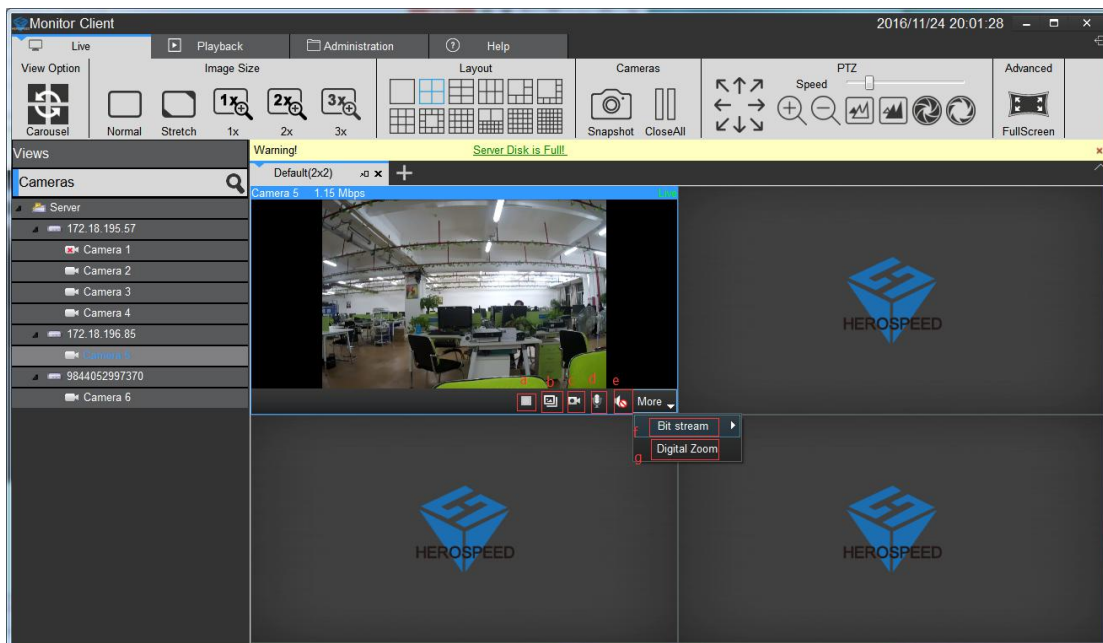 Monitor Client
2016/11/24 20:01:28
Live
Playback
Administration
Help
View Option
Image Size
Layout
Cameras
PTZ
Advanced
Speed
1x
2x
3x
Carousel
Normal
Stretch
1x
2x
3x
Snapshot
CloseAll
FullScreen
Views
Warning!
Server Disk is Full!
Cameras
Default(2x2)
Camera 5 1.15 Mbps
Live
Server
172.18.195.57
Camera 1
Camera 2
Camera 3
Camera 4
172.18.196.85
Camera 5
9844052997370
Camera 6
HEROSPEED
a
b
c
d
e
More
f
Bit stream
g
Digital Zoom
HEROSPEED
HEROSPEED